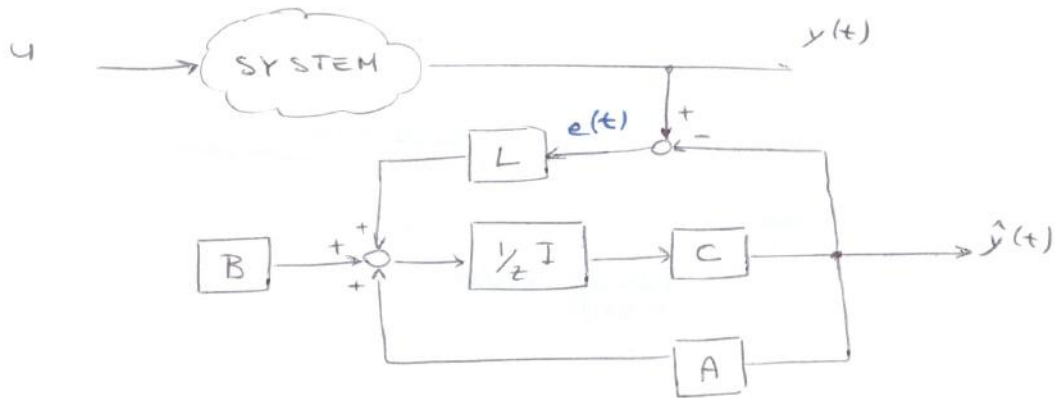 u
SYSTEM
y(t)
+
-
e(t)
L
+
B
+
+
1/z I
C
ŷ(t)
A